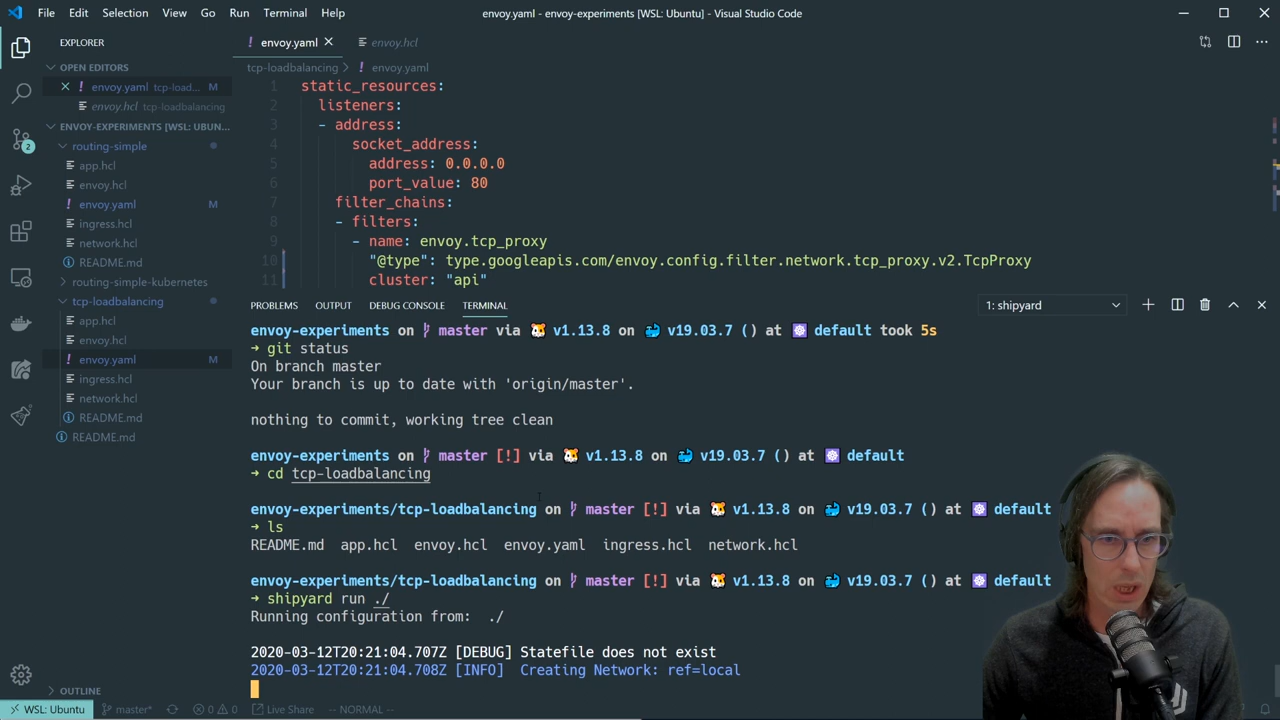 File Edit Selection View Go Run Terminal Help
envoy.yaml - envoy-experiments [WSL: Ubuntu] - Visual Studio Code
EXPLORER
OPEN EDITORS
envoy.yaml tcp-load... M
envoy.hcl tcp-loadbalancing
ENVOY-EXPERIMENTS [WSL: UBUN...
routing-simple
app.hcl
envoy.hcl
! envoy.yaml M
ingress.hcl
network.hcl
README.md
routing-simple-kubernetes
tcp-loadbalancing
app.hcl
envoy.hcl
! envoy.yaml M
ingress.hcl
network.hcl
README.md
README.md
OUTLINE
2
! envoy.yaml envoy.hcl
tcp-loadbalancing > ! envoy.yaml
1 static_resources:
2 listeners:
3 - address:
4 socket_address:
5 address: 0.0.0.0
6 port_value: 80
7 filter_chains:
8 - filters:
9 - name: envoy.tcp_proxy
10 "@type": type.googleapis.com/envoy.config.filter.network.tcp_proxy.v2.TcpProxy
11 cluster: "api"
PROBLEMS OUTPUT DEBUG CONSOLE TERMINAL 1: shipyard
envoy-experiments on master via v1.13.8 on v19.03.7 () at default took 5s
→ git status
On branch master
Your branch is up to date with 'origin/master'.
nothing to commit, working tree clean
envoy-experiments on master [!] via v1.13.8 on v19.03.7 () at default
→ cd tcp-loadbalancing
envoy-experiments/tcp-loadbalancing on master [!] via v1.13.8 on v19.03.7 () at default
→ ls
README.md app.hcl envoy.hcl envoy.yaml ingress.hcl network.hcl
envoy-experiments/tcp-loadbalancing on master [!] via v1.13.8 on v19.03.7 () at default
→ shipyard run ./
Running configuration from: ./
2020-03-12T20:21:04.707Z [DEBUG] Statefile does not exist
2020-03-12T20:21:04.708Z [INFO] Creating Network: ref=local
WSL: Ubuntu master* 0 0 Live Share -- NORMAL --